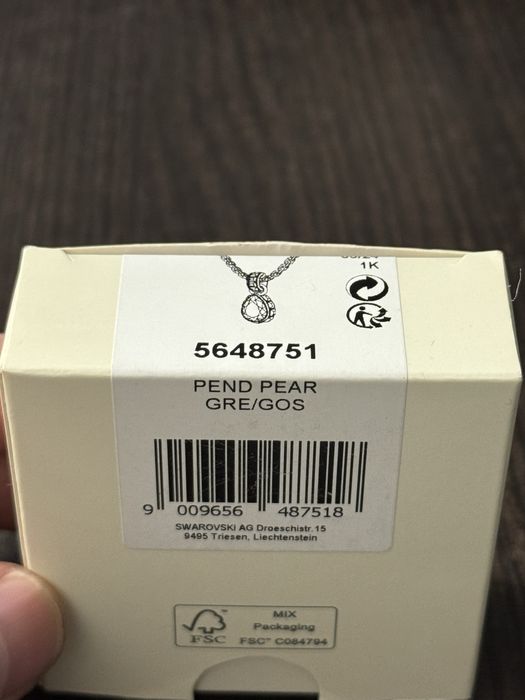 1K
5648751
PEND PEAR
GRE/GOS
9 009656 487518
SWAROVSKI AG Droeschistr.15
9495 Triesen, Liechtenstein
FSC™
MIX
Packaging
FSC® C084794